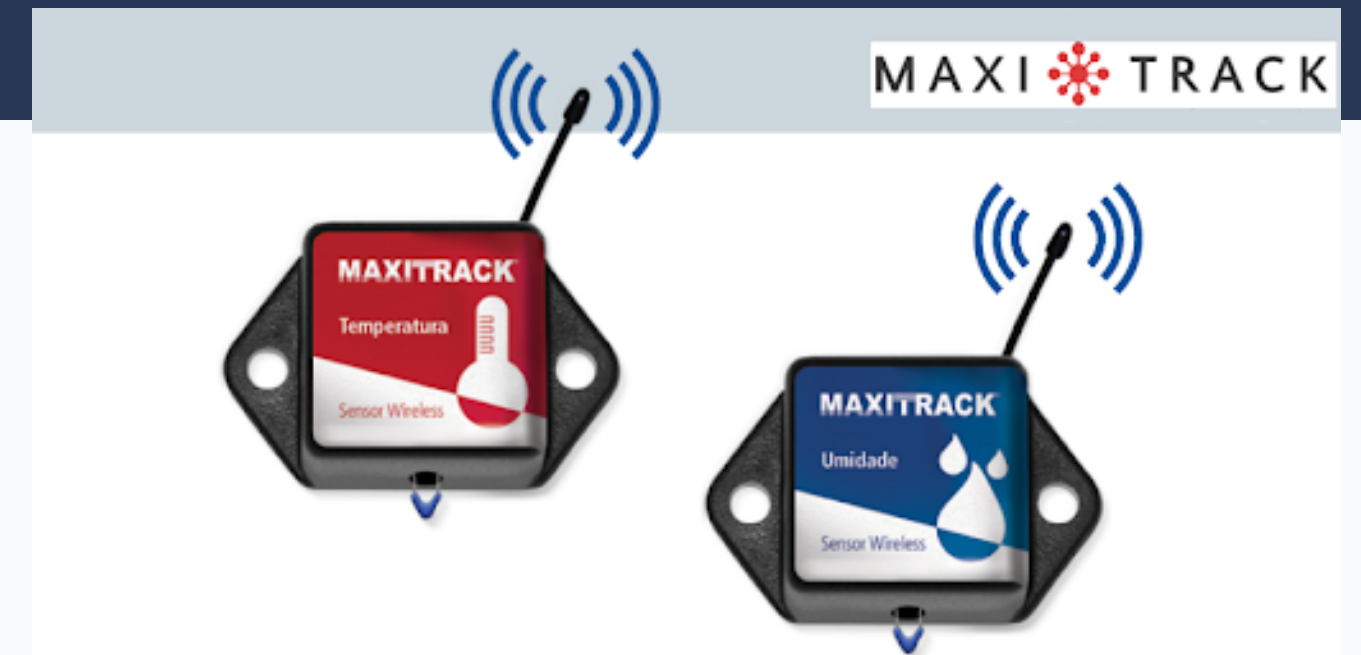 MAXI TRACK
MAXITRACK
Temperatura
Sensor Wireless
MAXITRACK
Umidade
Sensor Wireless